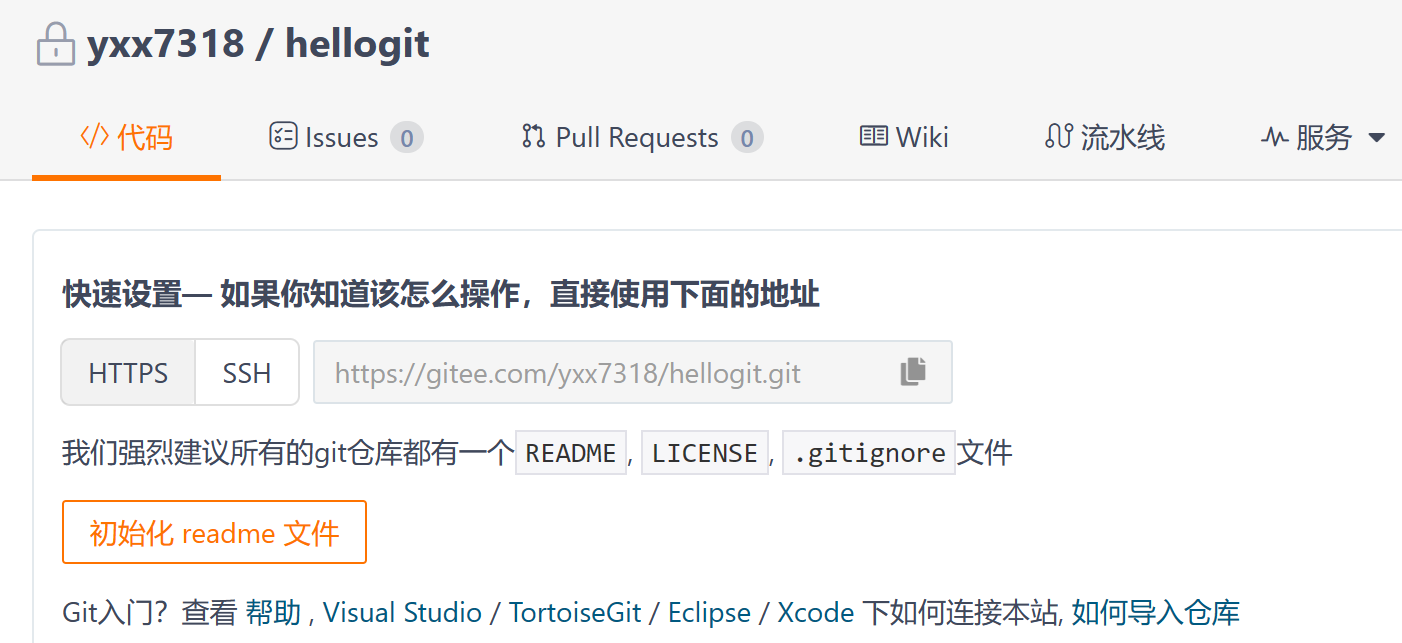 yxx7318 / hellogit
代码 Issues 0 Pull Requests 0 Wiki 流水线 服务
快速设置— 如果你知道该怎么操作，直接使用下面的地址
HTTPS SSH https://gitee.com/yxx7318/hellogit.git
我们强烈建议所有的git仓库都有一个 README, LICENSE, .gitignore 文件
初始化 readme 文件
Git入门？查看 帮助 , Visual Studio / TortoiseGit / Eclipse / Xcode 下如何连接本站, 如何导入仓库